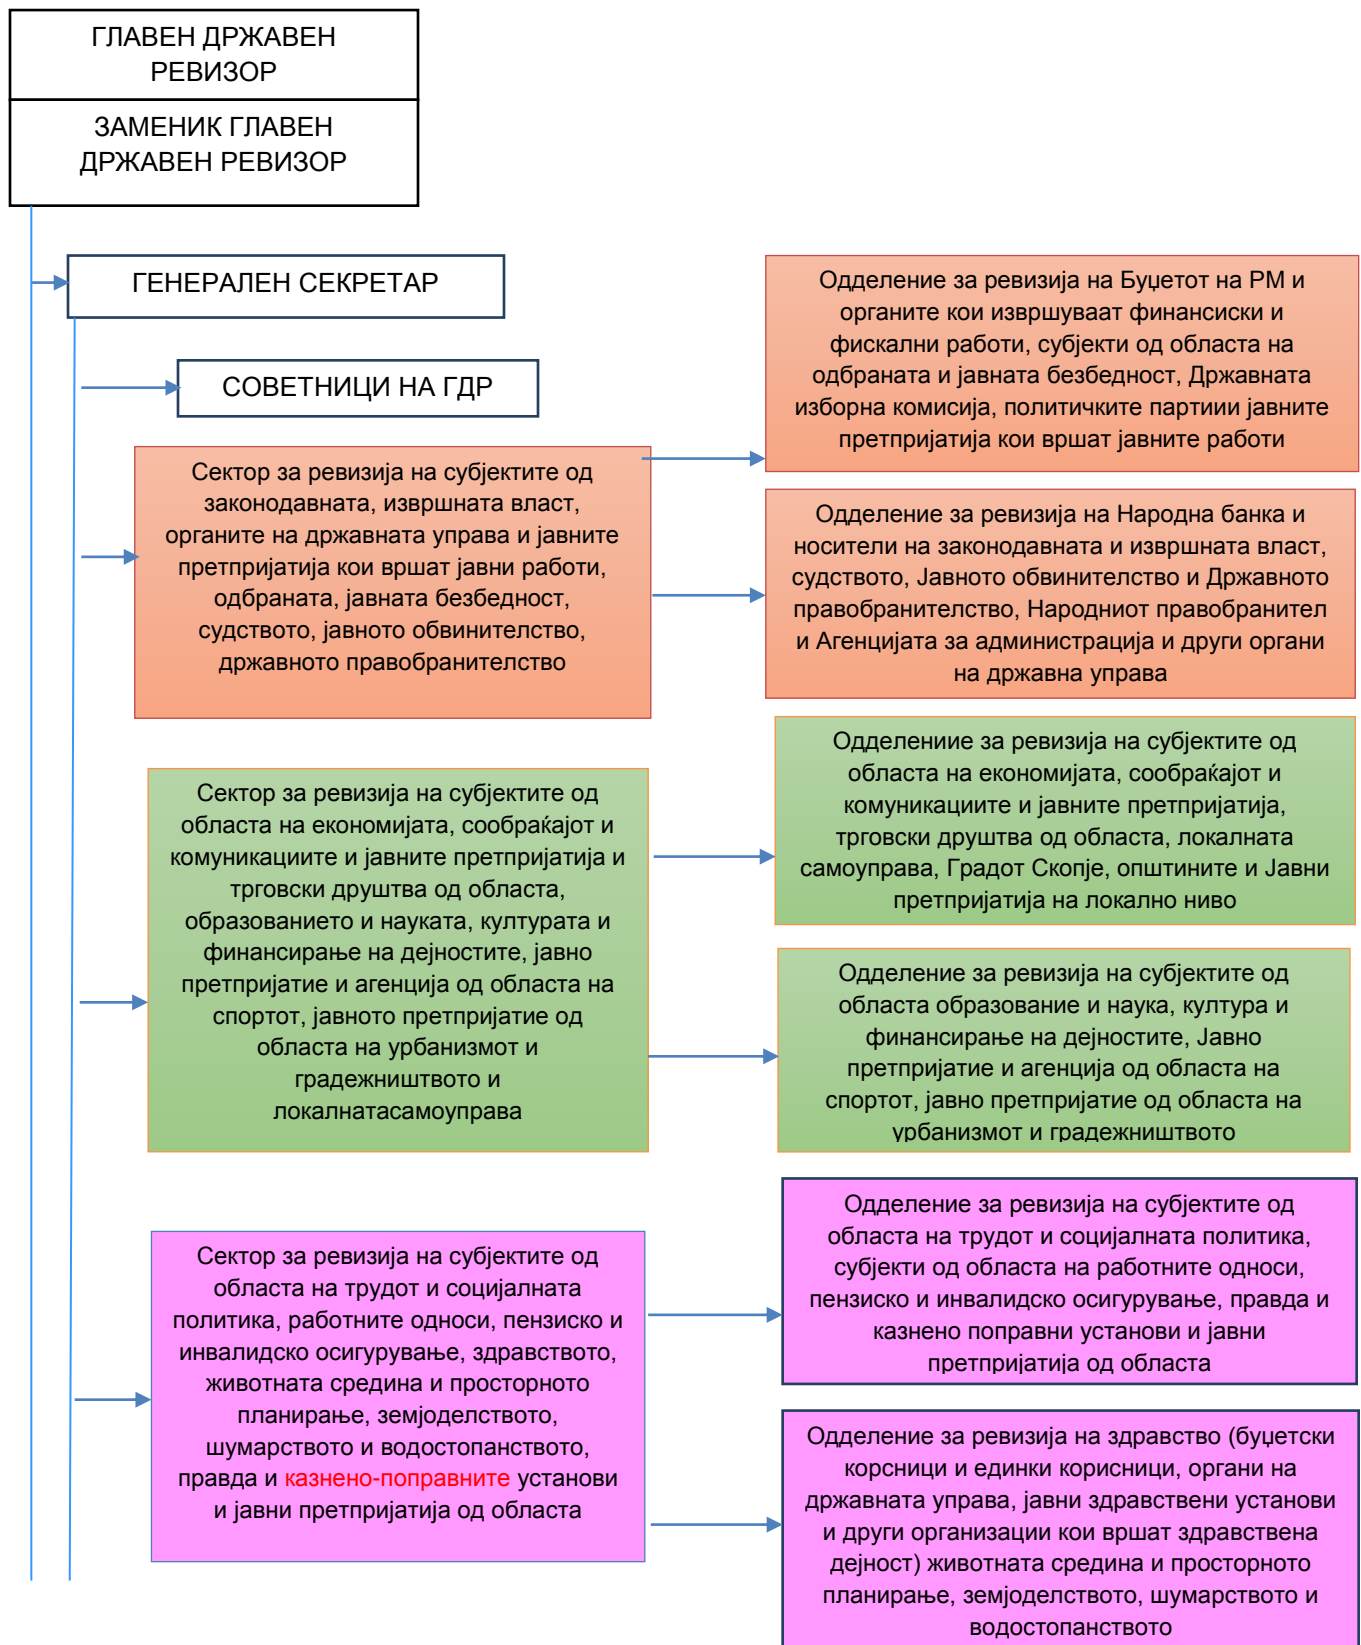 ГЛАВЕН ДРЖАВЕН
РЕВИЗОР
ЗАМЕНИК ГЛАВЕН
ДРЖАВЕН РЕВИЗОР
ГЕНЕРАЛЕН СЕКРЕТАР
СОВЕТНИЦИ НА ГДР
Сектор за ревизија на субјектите од
законодавната, извршната власт,
органите на државната управа и јавните
претпријатија кои вршат јавни работи,
одбраната, јавната безбедност,
судството, јавното обвинителство,
државното правобранителство
Одделение за ревизија на Буџетот на РМ и
органите кои извршуваат финансиски и
фискални работи, субјекти од областа на
одбраната и јавната безбедност, Државната
изборна комисија, политичките партиии јавните
претпријатија кои вршат јавните работи
Одделение за ревизија на Народна банка и
носители на законодавната и извршната власт,
судството, Јавното обвинителство и Државното
правобранителство, Народниот правобранител
и Агенцијата за администрација и други органи
на државна управа
Сектор за ревизија на субјектите од
областа на економијата, сообраќајот и
комуникациите и јавните претпријатија и
трговски друштва од областа,
образованието и науката, културата и
финансирање на дејностите, јавно
претпријатие и агенција од областа на
спортот, јавното претпријатие од
областа на урбанизмот и
градежништвото и
локалнатасамоуправа
Одделениие за ревизија на субјектите од
областа на економијата, сообраќајот и
комуникациите и јавните претпријатија,
трговски друштва од областа, локалната
самоуправа, Градот Скопје, општините и Јавни
претпријатија на локално ниво
Одделение за ревизија на субјектите од
областа образование и наука, култура и
финансирање на дејностите, Јавно
претпријатие и агенција од областа на
спортот, јавно претпријатие од областа на
урбанизмот и градежништвото
Сектор за ревизија на субјектите од
областа на трудот и социјалната
политика, работните односи, пензиско и
инвалидско осигурување, здравството,
животната средина и просторното
планирање, земјоделството,
шумарството и водостопанството,
правда и казнено-поправните установи
и јавни претпријатија од областа
Одделение за ревизија на субјектите од
областа на трудот и социјалната политика,
субјекти од областа на работните односи,
пензиско и инвалидско осигурување, правда и
казнено поправни установи и јавни
претпријатија од областа
Одделение за ревизија на здравство (буџетски
корсници и единки корисници, органи на
државната управа, јавни здравствени установи
и други организации кои вршат здравствена
дејност) животната средина и просторното
планирање, земјоделството, шумарството и
водостопанството